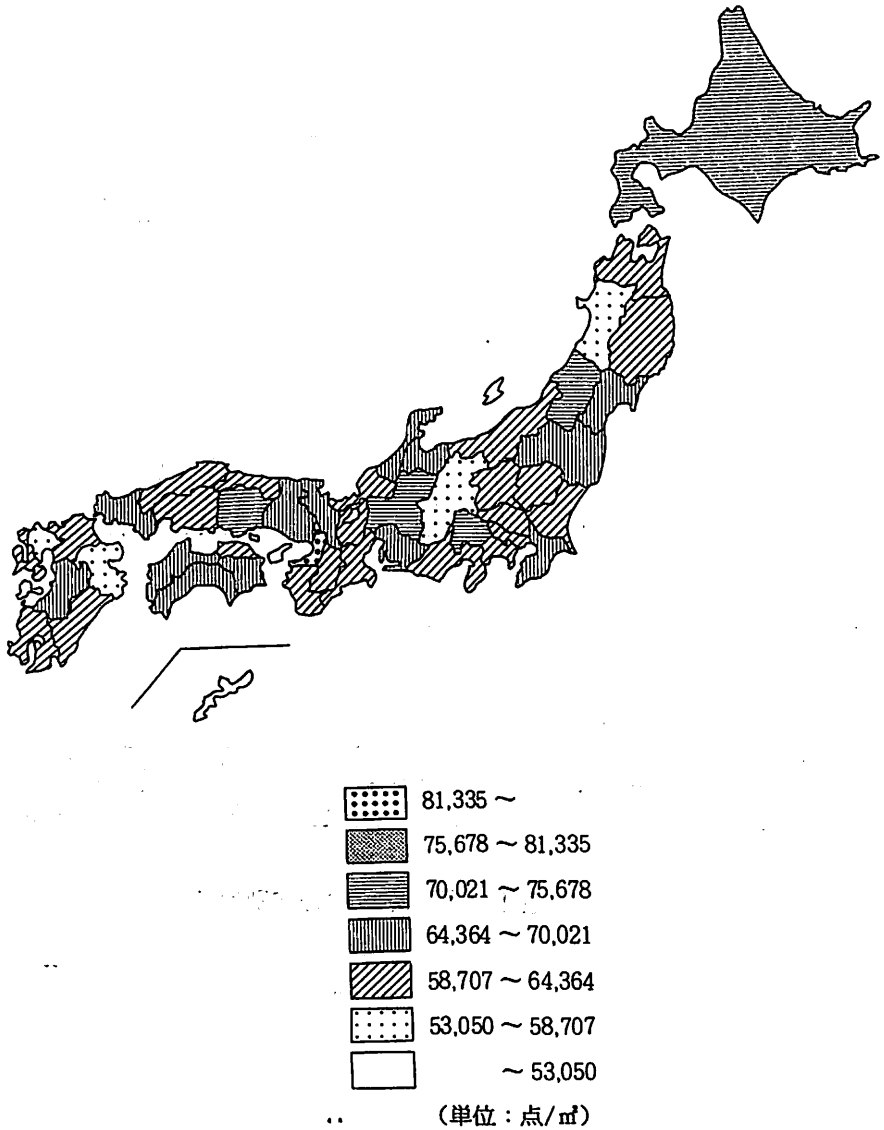 81,335 ~
75,678 ~ 81,335
70,021 ~ 75,678
64,364 ~ 70,021
58,707 ~ 64,364
53,050 ~ 58,707
~ 53,050
(単位：点/㎡)